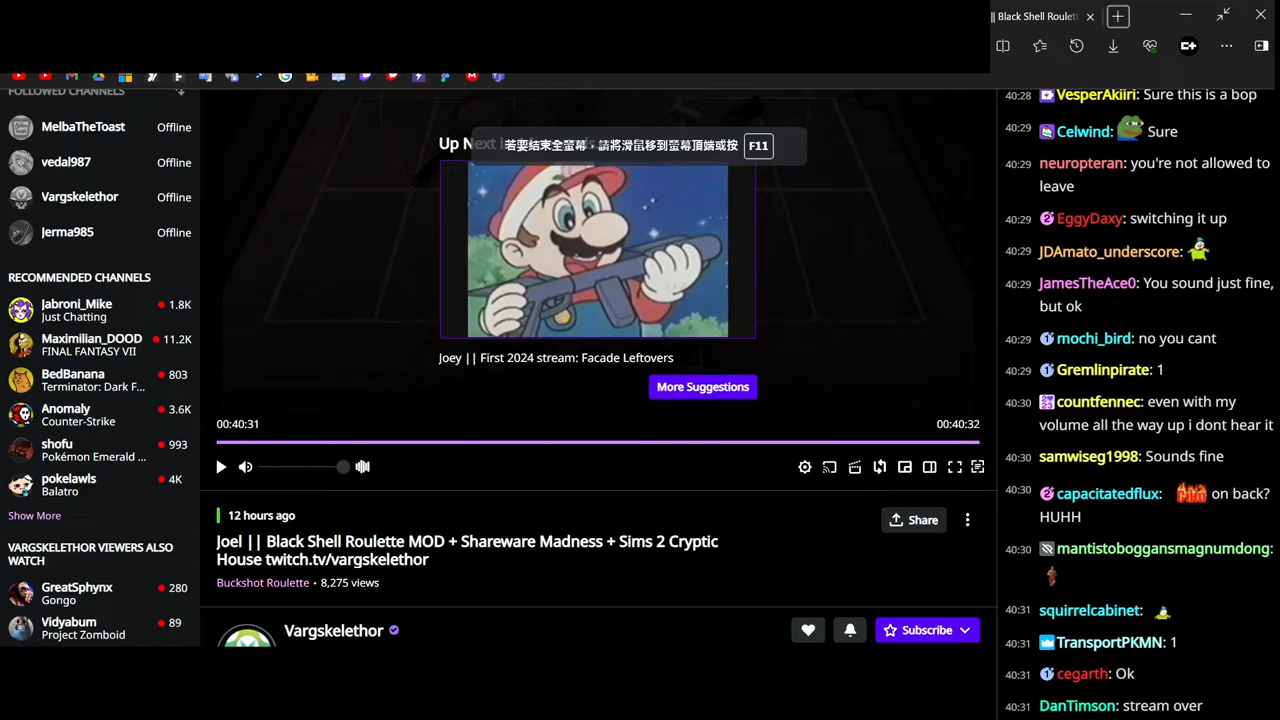 || Black Shell Roulett
FOLLOWED CHANNELS
MelbaTheToast Offline
vedal987 Offline
Vargskelethor Offline
Jerma985 Offline
RECOMMENDED CHANNELS
Jabroni_Mike 1.8K
Just Chatting
Maximilian_DOOD 11.2K
FINAL FANTASY VII
BedBanana 803
Terminator: Dark F...
Anomaly 3.6K
Counter-Strike
shofu 993
Pokémon Emerald ...
pokelawls 4K
Balatro
Show More
VARGSKELETHOR VIEWERS ALSO
WATCH
GreatSphynx 280
Gongo
Vidyabum 89
Project Zomboid
Up N
若要結束全螢幕，請將滑鼠移到螢幕頂端或按 F11
Joey || First 2024 stream: Facade Leftovers
More Suggestions
00:40:31 00:40:32
12 hours ago
Share
Joel || Black Shell Roulette MOD + Shareware Madness + Sims 2 Cryptic
House twitch.tv/vargskelethor
Buckshot Roulette • 8,275 views
Vargskelethor
Subscribe
40:28 VesperAkiiri: Sure this is a bop
40:29 Celwind: Sure
40:29 neuropteran: you're not allowed to
leave
40:29 EggyDaxy: switching it up
40:29 JDAmato_underscore:
40:29 JamesTheAce0: You sound just fine,
but ok
40:29 mochi_bird: no you cant
40:29 Gremlinpirate: 1
40:30 countfennec: even with my
volume all the way up i dont hear it
40:30 samwiseg1998: Sounds fine
40:30 capacitatedflux: on back?
HUHH
40:30 mantistoboggansmagnumdong:
40:31 squirrelcabinet:
40:31 TransportPKMN: 1
40:31 cegarth: Ok
40:31 DanTimson: stream over